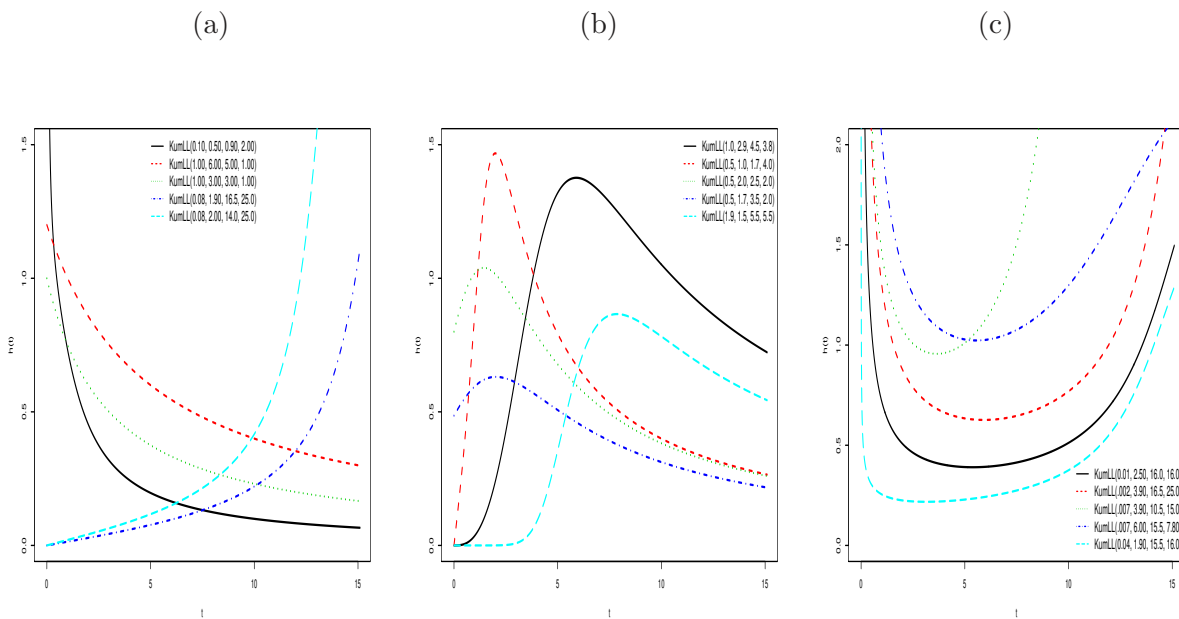 (a)
(b)
(c)
h(t)
1.5
1.0
0.5
0.0
KumLL(0.10, 0.50, 0.90, 2.00)
KumLL(1.00, 6.00, 5.00, 1.00)
KumLL(1.00, 3.00, 3.00, 1.00)
KumLL(0.08, 1.90, 16.5, 25.0)
KumLL(0.08, 2.00, 14.0, 25.0)
0
5
10
15
t
h(t)
1.5
1.0
0.5
0.0
KumLL(1.0, 2.9, 4.5, 3.8)
KumLL(0.5, 1.0, 1.7, 4.0)
KumLL(0.5, 2.0, 2.5, 2.0)
KumLL(0.5, 1.7, 3.5, 2.0)
KumLL(1.9, 1.5, 5.5, 5.5)
0
5
10
15
t
h(t)
2.0
1.5
1.0
0.5
0.0
KumLL(0.01, 2.50, 16.0, 16.0
KumLL(.002, 3.90, 16.5, 25.0
KumLL(.007, 3.90, 10.5, 15.0
KumLL(.007, 6.00, 15.5, 7.80
KumLL(0.04, 1.90, 15.5, 16.0
0
5
10
15
t